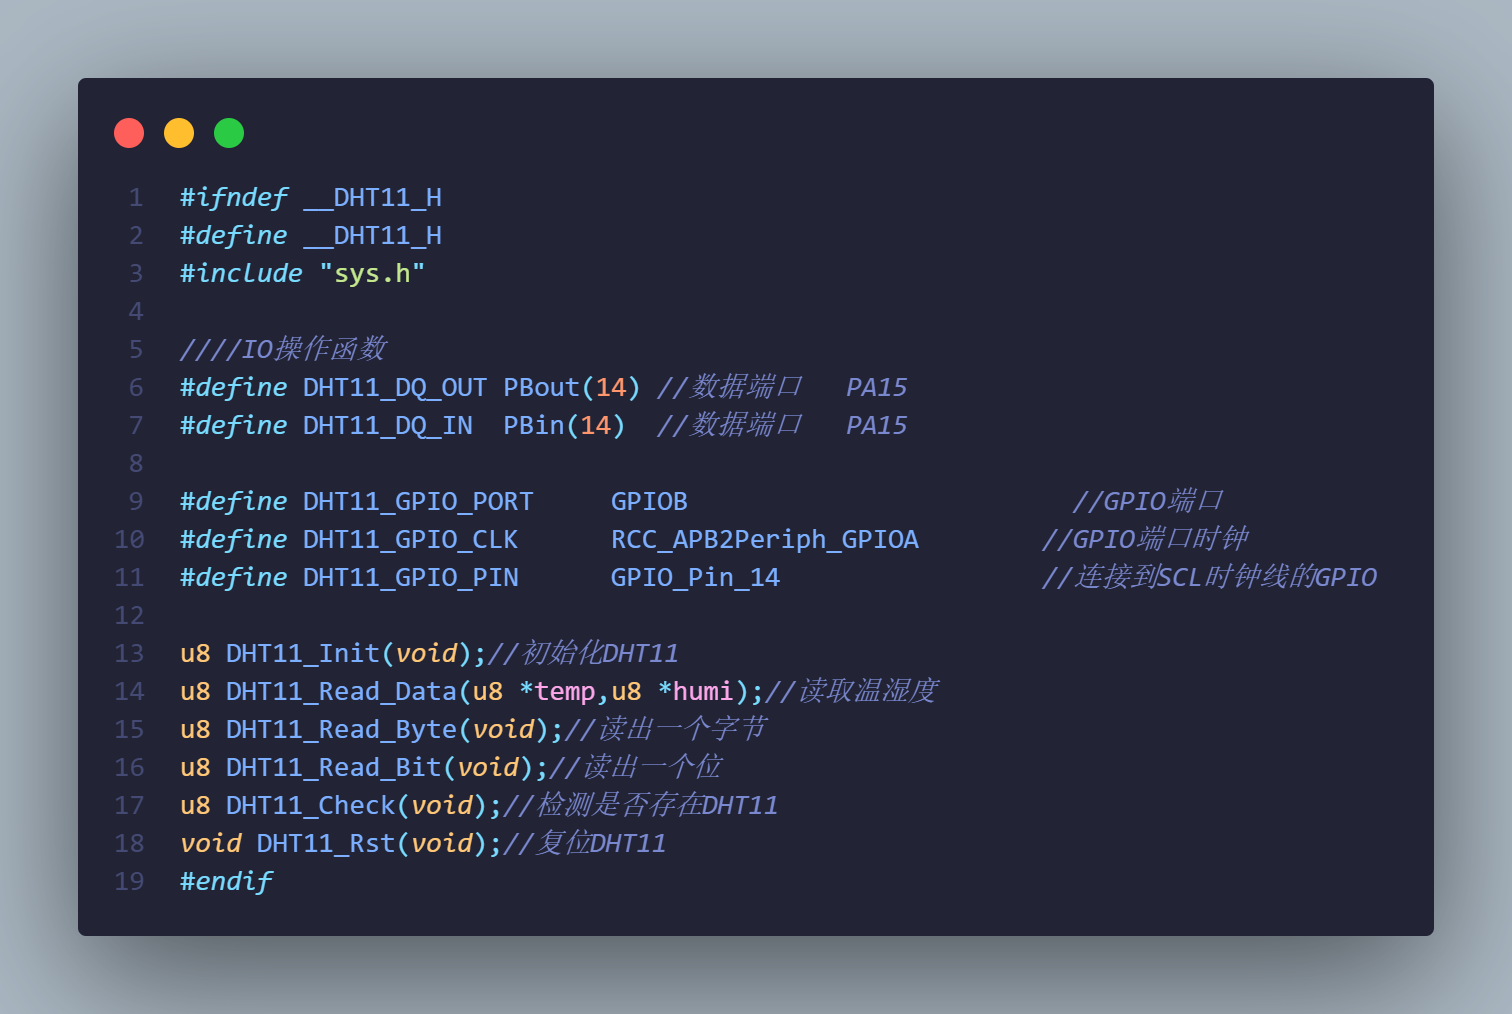 1 #ifndef __DHT11_H
2 #define __DHT11_H
3 #include "sys.h"
4
5 ////IO操作函数
6 #define DHT11_DQ_OUT PBout(14) //数据端口   PA15
7 #define DHT11_DQ_IN  PBin(14)  //数据端口   PA15
8
9 #define DHT11_GPIO_PORT     GPIOB                         //GPIO端口
10 #define DHT11_GPIO_CLK      RCC_APB2Periph_GPIOA        //GPIO端口时钟
11 #define DHT11_GPIO_PIN      GPIO_Pin_14                 //连接到SCL时钟线的GPIO
12
13 u8 DHT11_Init(void);//初始化DHT11
14 u8 DHT11_Read_Data(u8 *temp,u8 *humi);//读取温湿度
15 u8 DHT11_Read_Byte(void);//读出一个字节
16 u8 DHT11_Read_Bit(void);//读出一个位
17 u8 DHT11_Check(void);//检测是否存在DHT11
18 void DHT11_Rst(void);//复位DHT11
19 #endif